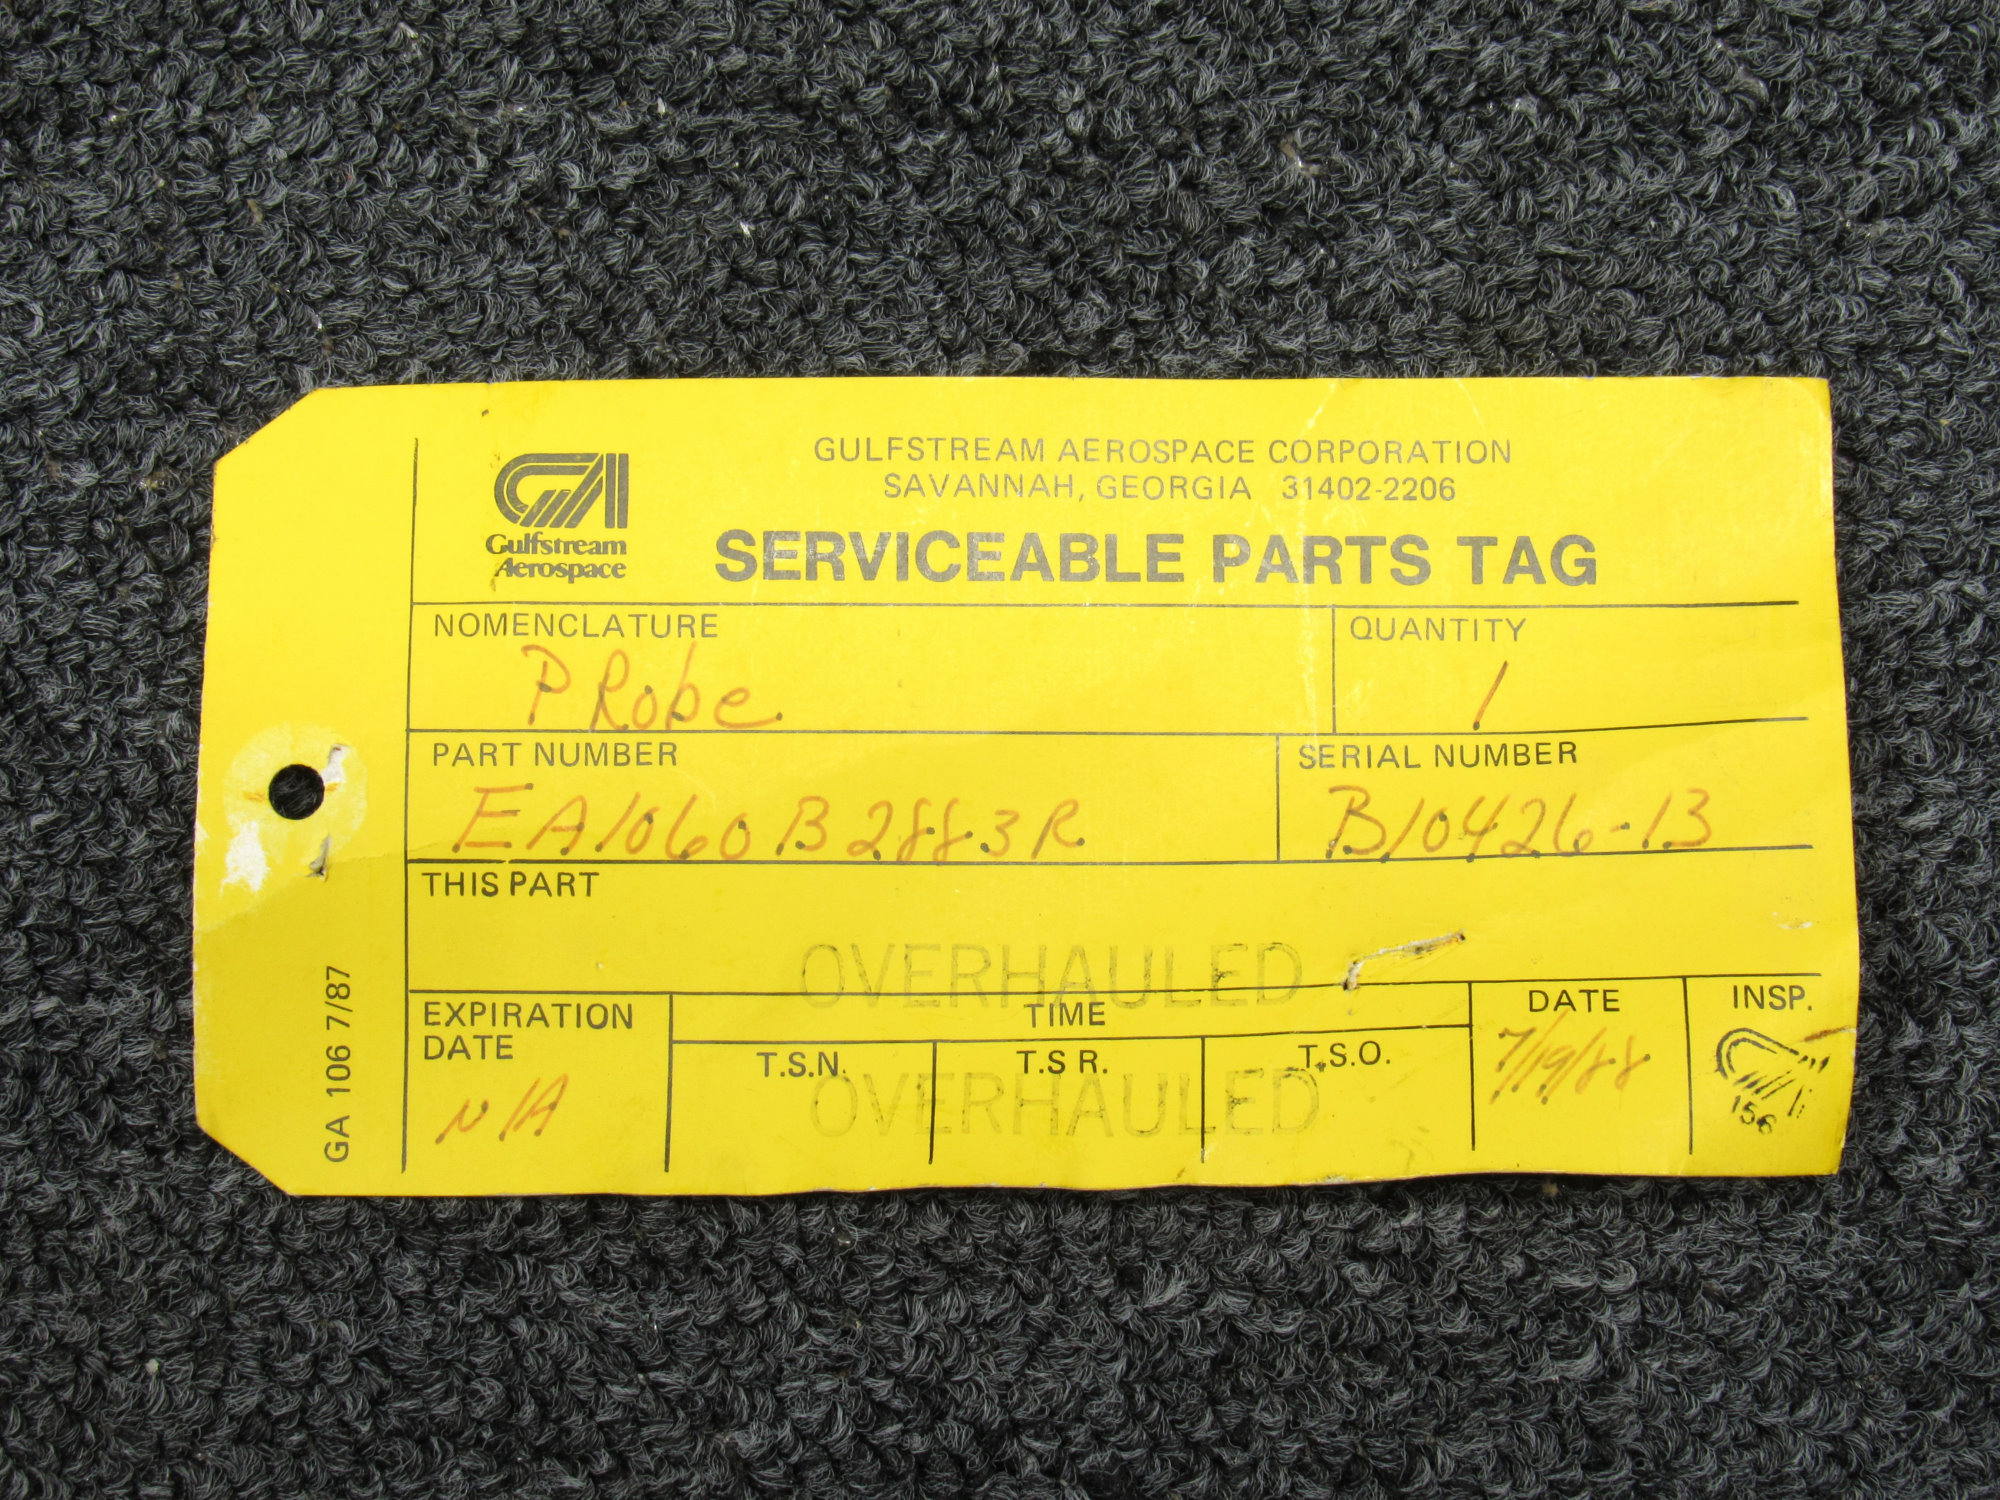 GULFSTREAM AEROSPACE CORPORATION
SAVANNAH, GEORGIA 31402-2206
GA
Gulfstream
Aerospace
SERVICEABLE PARTS TAG
NOMENCLATURE
PRobe
QUANTITY
1
PART NUMBER
EA1060B2883R
SERIAL NUMBER
B10426-13
THIS PART
OVERHAULED
EXPIRATION
DATE
N/A
TIME
T.S.N.
T.S R.
T.S.O.
OVERHAULED
DATE
7/19/88
INSP.
GA
156
GA 106 7/87